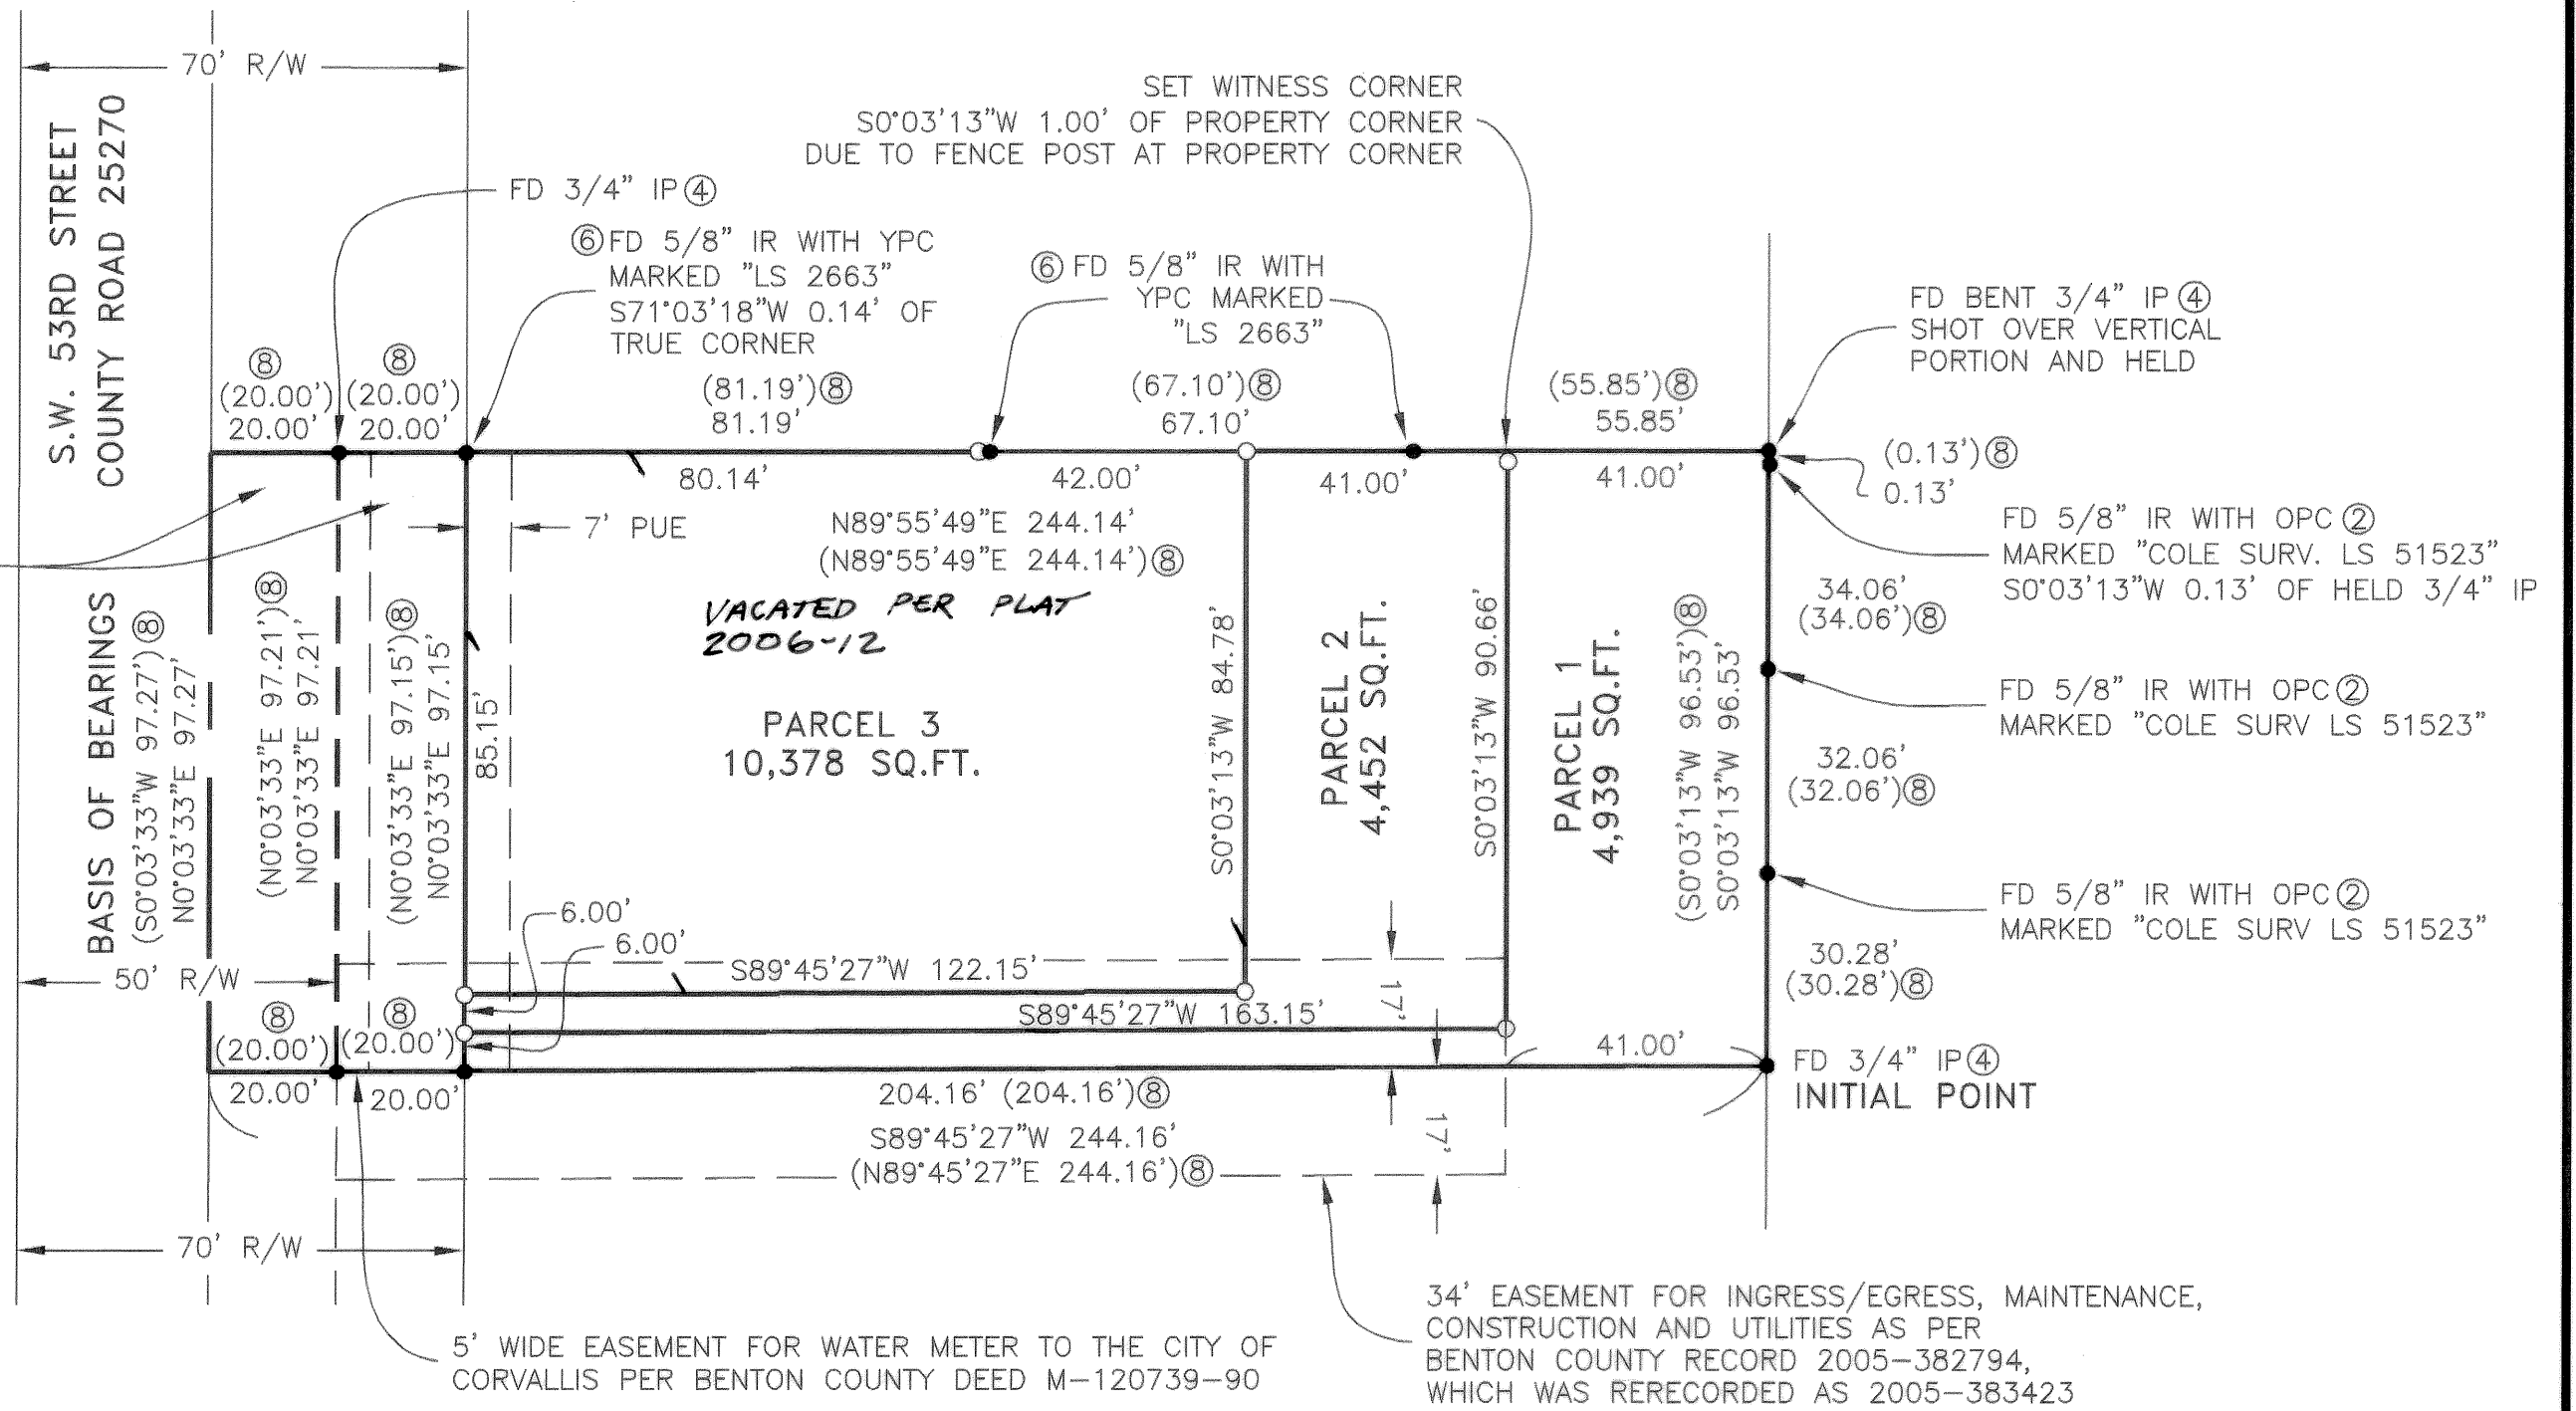 70' R/W
S.W. 53RD STREET
COUNTY ROAD 25270
SET WITNESS CORNER
S0°03'13"W 1.00' OF PROPERTY CORNER
DUE TO FENCE POST AT PROPERTY CORNER
FD 3/4" IP④
⑥FD 5/8" IR WITH YPC
MARKED "LS 2663"
S71°03'18"W 0.14' OF
TRUE CORNER
⑥ FD 5/8" IR WITH
YPC MARKED
"LS 2663"
FD BENT 3/4" IP④
SHOT OVER VERTICAL
PORTION AND HELD
⑧
(20.00')
20.00'
⑧
(20.00')
20.00'
(81.19')⑧
81.19'
(67.10')⑧
67.10'
(55.85')⑧
55.85'
80.14'
42.00'
41.00'
41.00'
(0.13')⑧
0.13'
7' PUE
N89°55'49"E 244.14'
(N89°55'49"E 244.14')⑧
VACATED PER PLAT
2006-12
FD 5/8" IR WITH OPC②
MARKED "COLE SURV. LS 51523"
S0°03'13"W 0.13' OF HELD 3/4" IP
34.06'
(34.06')⑧
BASIS OF BEARINGS
(S0°03'33"W 97.27')⑧
N0°03'33"E 97.27'
(N0°03'33"E 97.21')⑧
N0°03'33"E 97.21'
(N0°03'33"E 97.15')⑧
N0°03'33"E 97.15'
85.15'
PARCEL 3
10,378 SQ.FT.
S0°03'13"W 84.78'
PARCEL 2
4,452 SQ.FT.
S0°03'13"W 90.66'
PARCEL 1
4,939 SQ.FT.
(S0°03'13"W 96.53')⑧
S0°03'13"W 96.53'
FD 5/8" IR WITH OPC②
MARKED "COLE SURV LS 51523"
32.06'
(32.06')⑧
FD 5/8" IR WITH OPC②
MARKED "COLE SURV LS 51523"
30.28'
(30.28')⑧
6.00'
6.00'
50' R/W
S89°45'27"W 122.15'
S89°45'27"W 163.15'
17'
⑧
(20.00')
20.00'
⑧
(20.00')
20.00'
41.00'
FD 3/4" IP④
INITIAL POINT
204.16' (204.16')⑧
S89°45'27"W 244.16'
(N89°45'27"E 244.16')⑧
17'
70' R/W
5' WIDE EASEMENT FOR WATER METER TO THE CITY OF
CORVALLIS PER BENTON COUNTY DEED M-120739-90
34' EASEMENT FOR INGRESS/EGRESS, MAINTENANCE,
CONSTRUCTION AND UTILITIES AS PER
BENTON COUNTY RECORD 2005-382794,
WHICH WAS RERECORDED AS 2005-383423